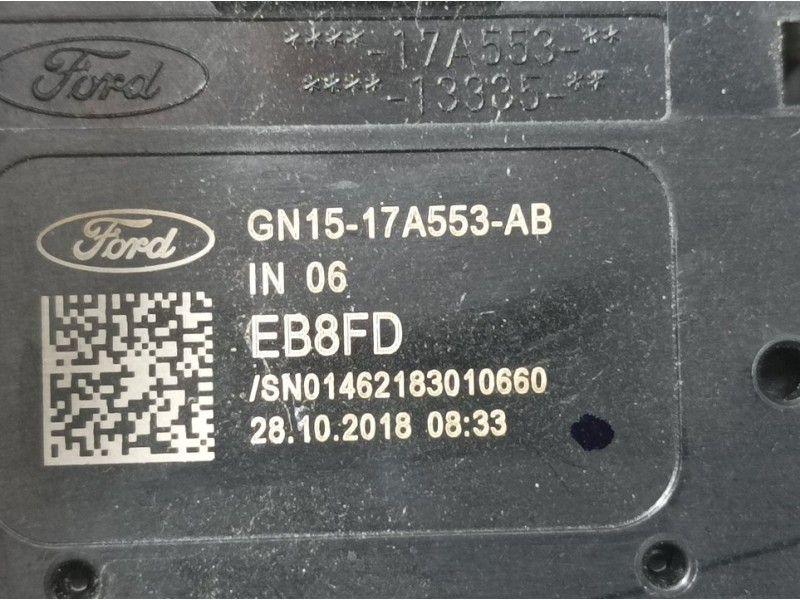 Ford
****-17A553-**
****-13335-**
Ford
GN15-17A553-AB
IN 06
EB8FD
/SN01462183010660
28.10.2018 08:33